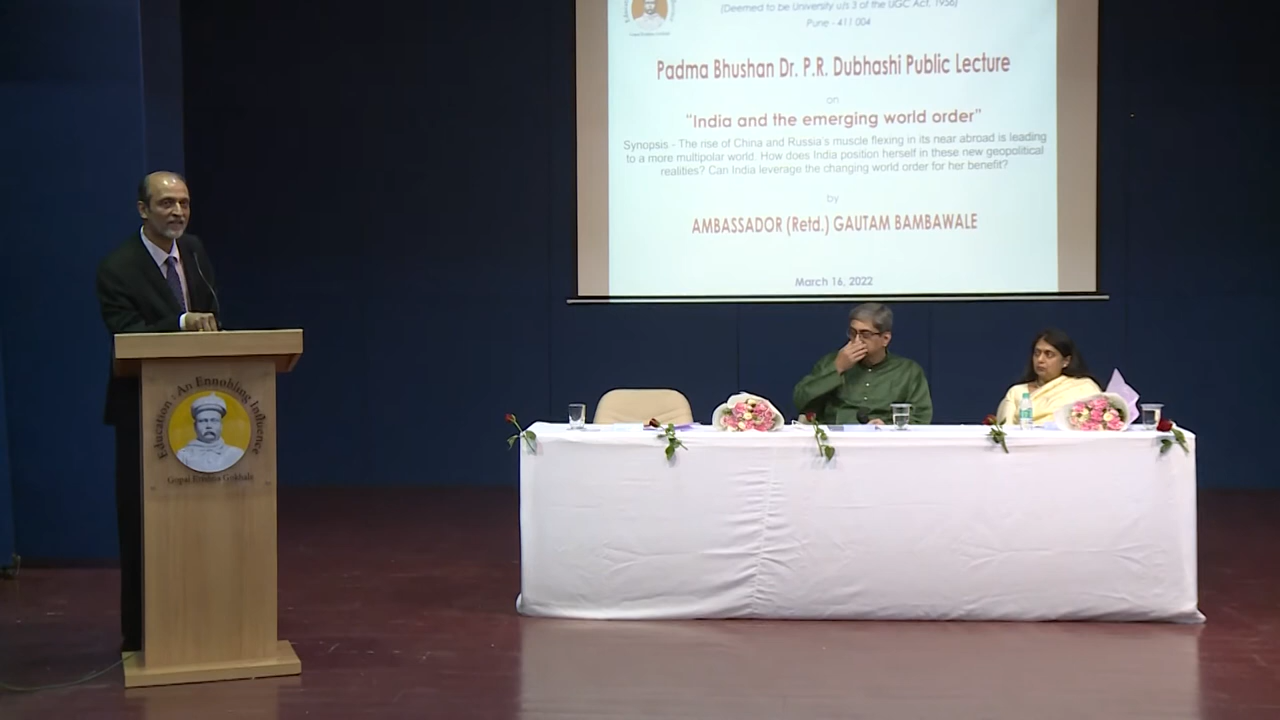 (Deemed to be University u/s 3 of the UGC Act, 1956)
Pune - 411 004
Padma Bhushan Dr. P.R. Dubhashi Public Lecture
on
"India and the emerging world order"
Synopsis - The rise of China and Russia's muscle flexing in its near abroad is leading
to a more multipolar world. How does India position herself in these new geopolitical
realities? Can India leverage the changing world order for her benefit?
by
AMBASSADOR (Retd.) GAUTAM BAMBAWALE
March 16, 2022
Education - An Ennobling Influence
Gopal Krishna Gokhale